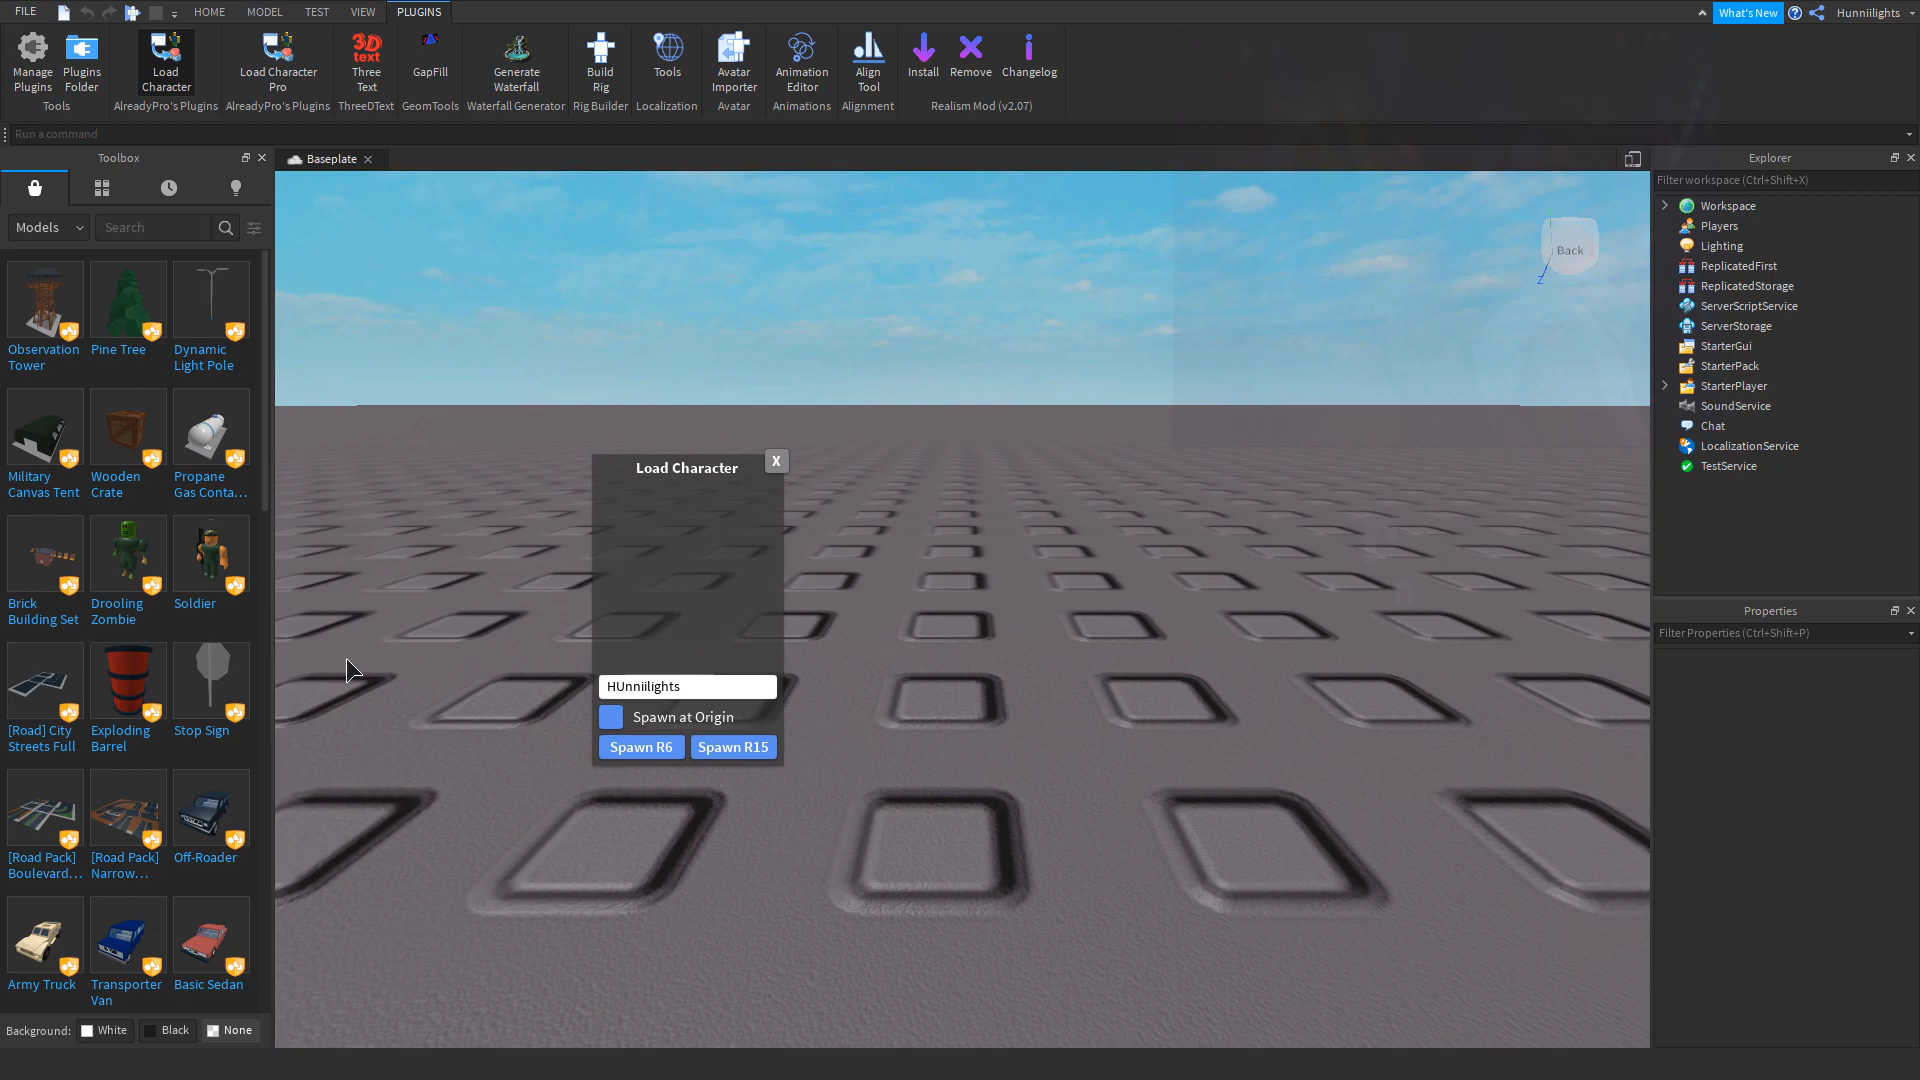 FILE
HOME
MODEL
TEST
VIEW
PLUGINS
What's New
Hunniilights
Manage
Plugins
Plugins
Folder
Tools
Load
Character
AlreadyPro's Plugins
Load Character
Pro
AlreadyPro's Plugins
3D
text
Three
Text
ThreeDText
GapFill
GeomTools
Generate
Waterfall
Waterfall Generator
Build
Rig
Rig Builder
Tools
Localization
Avatar
Importer
Avatar
Animation
Editor
Animations
Align
Tool
Alignment
Install
Remove
Changelog
Realism Mod (v2.07)
Run a command
Toolbox
Models
Search
Observation
Tower
Pine Tree
Dynamic
Light Pole
Military
Canvas Tent
Wooden
Crate
Propane
Gas Conta...
Brick
Building Set
Drooling
Zombie
Soldier
[Road] City
Streets Full
Exploding
Barrel
Stop Sign
[Road Pack]
Boulevard...
[Road Pack]
Narrow...
Off-Roader
Army Truck
Transporter
Van
Basic Sedan
Background:
White
Black
None
Baseplate
Back
Z
Load Character
X
HUnniilights
Spawn at Origin
Spawn R6
Spawn R15
Explorer
Filter workspace (Ctrl+Shift+X)
Workspace
Players
Lighting
ReplicatedFirst
ReplicatedStorage
ServerScriptService
ServerStorage
StarterGui
StarterPack
StarterPlayer
SoundService
Chat
LocalizationService
TestService
Properties
Filter Properties (Ctrl+Shift+P)